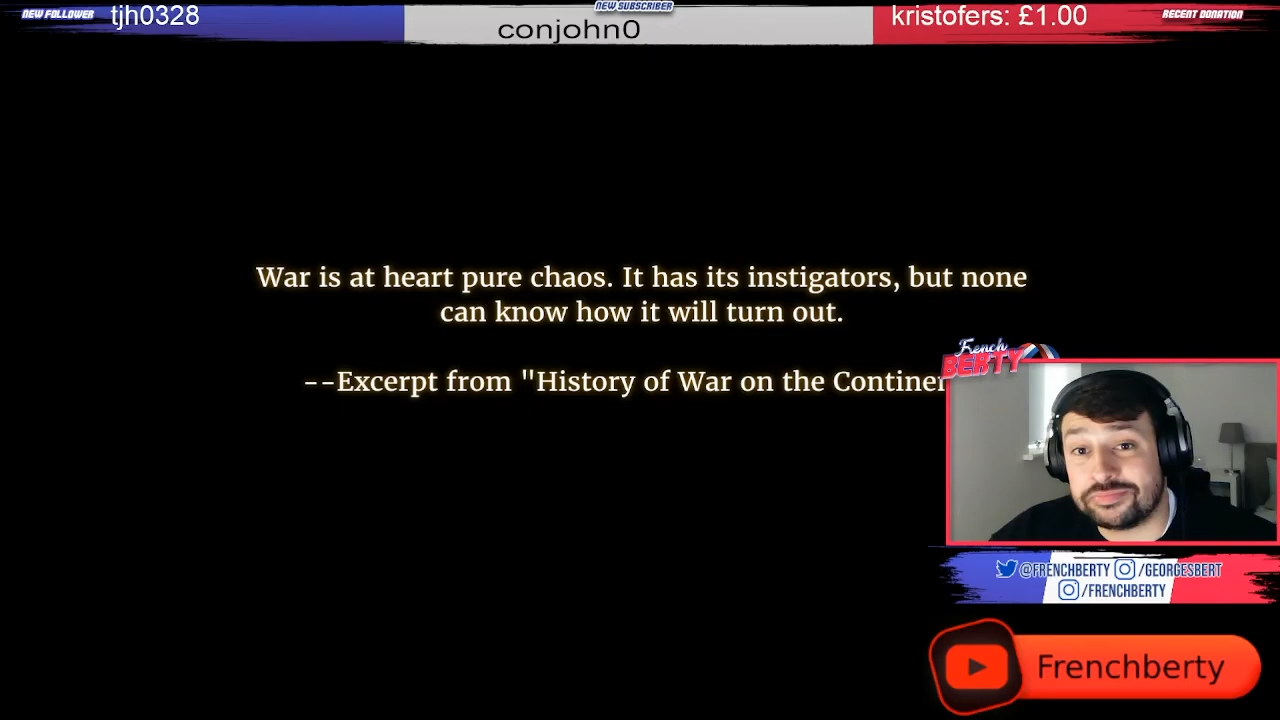 NEW FOLLOWER tjh0328
NEW SUBSCRIBER
conjohn0
kristofers: £1.00 RECENT DONATION
War is at heart pure chaos. It has its instigators, but none
can know how it will turn out.
--Excerpt from "History of War on the Continen
French
BERTY
@FRENCHBERTY /GEORGESBERT
/FRENCHBERTY
Frenchberty